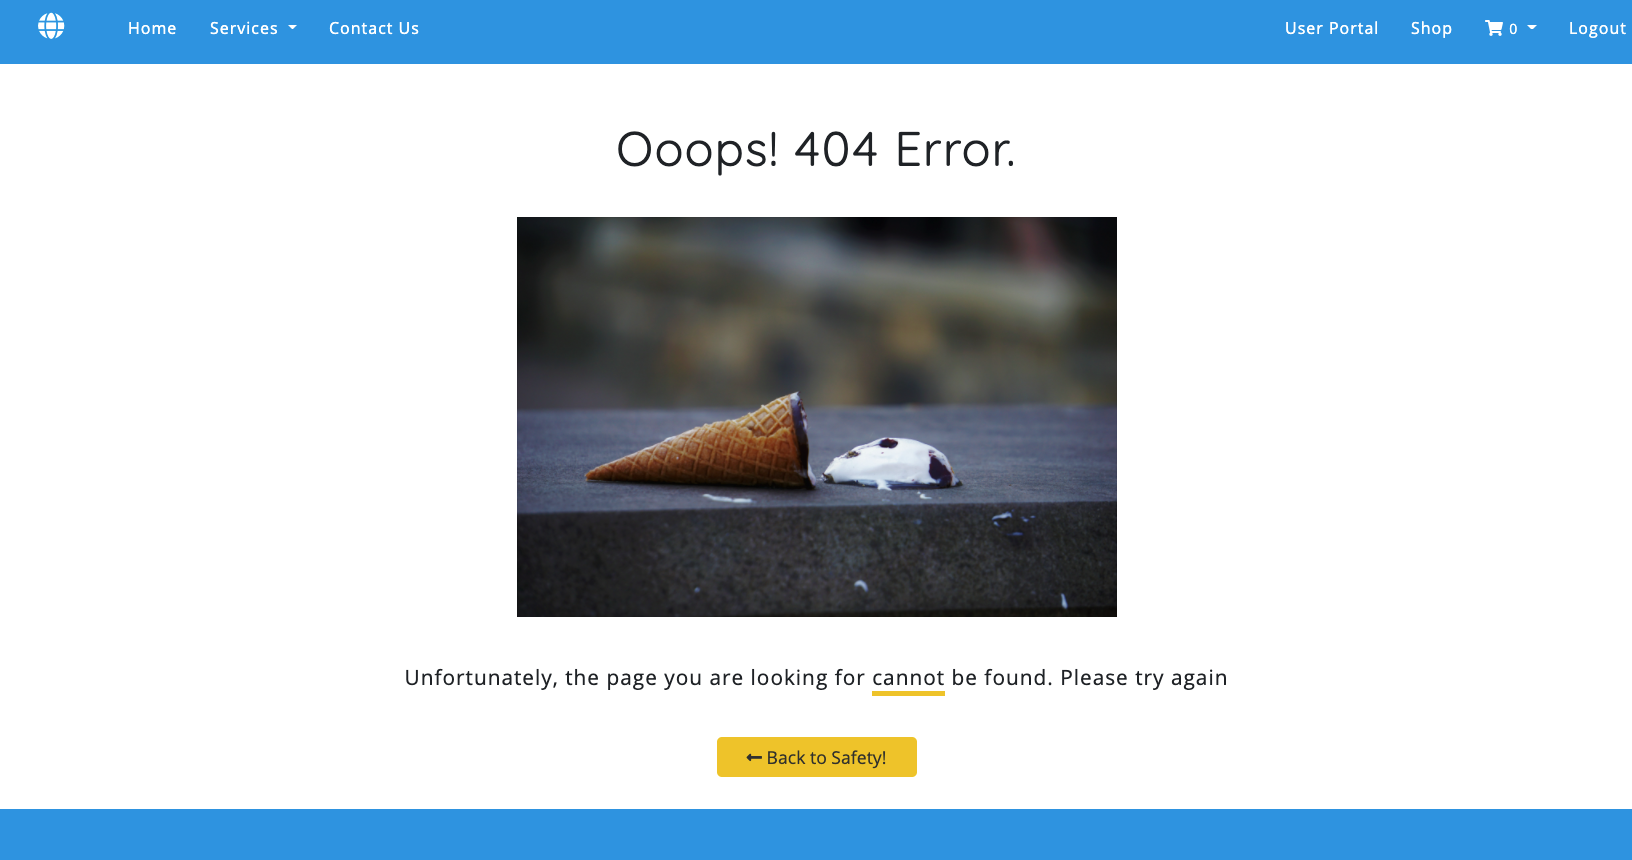 Home Services Contact Us User Portal Shop 0 Logout
Ooops! 404 Error.
Unfortunately, the page you are looking for cannot be found. Please try again
Back to Safety!